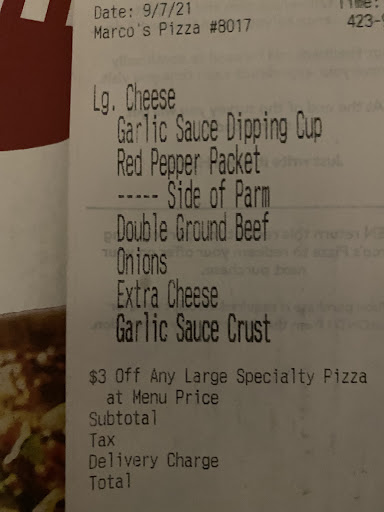 Date: 9/7/21 Time:
Marco's Pizza #8017 423-
Lg. Cheese
Garlic Sauce Dipping Cup
Red Pepper Packet
----- Side of Parm
Double Ground Beef
Onions
Extra Cheese
Garlic Sauce Crust
$3 Off Any Large Specialty Pizza
at Menu Price
Subtotal
Tax
Delivery Charge
Total